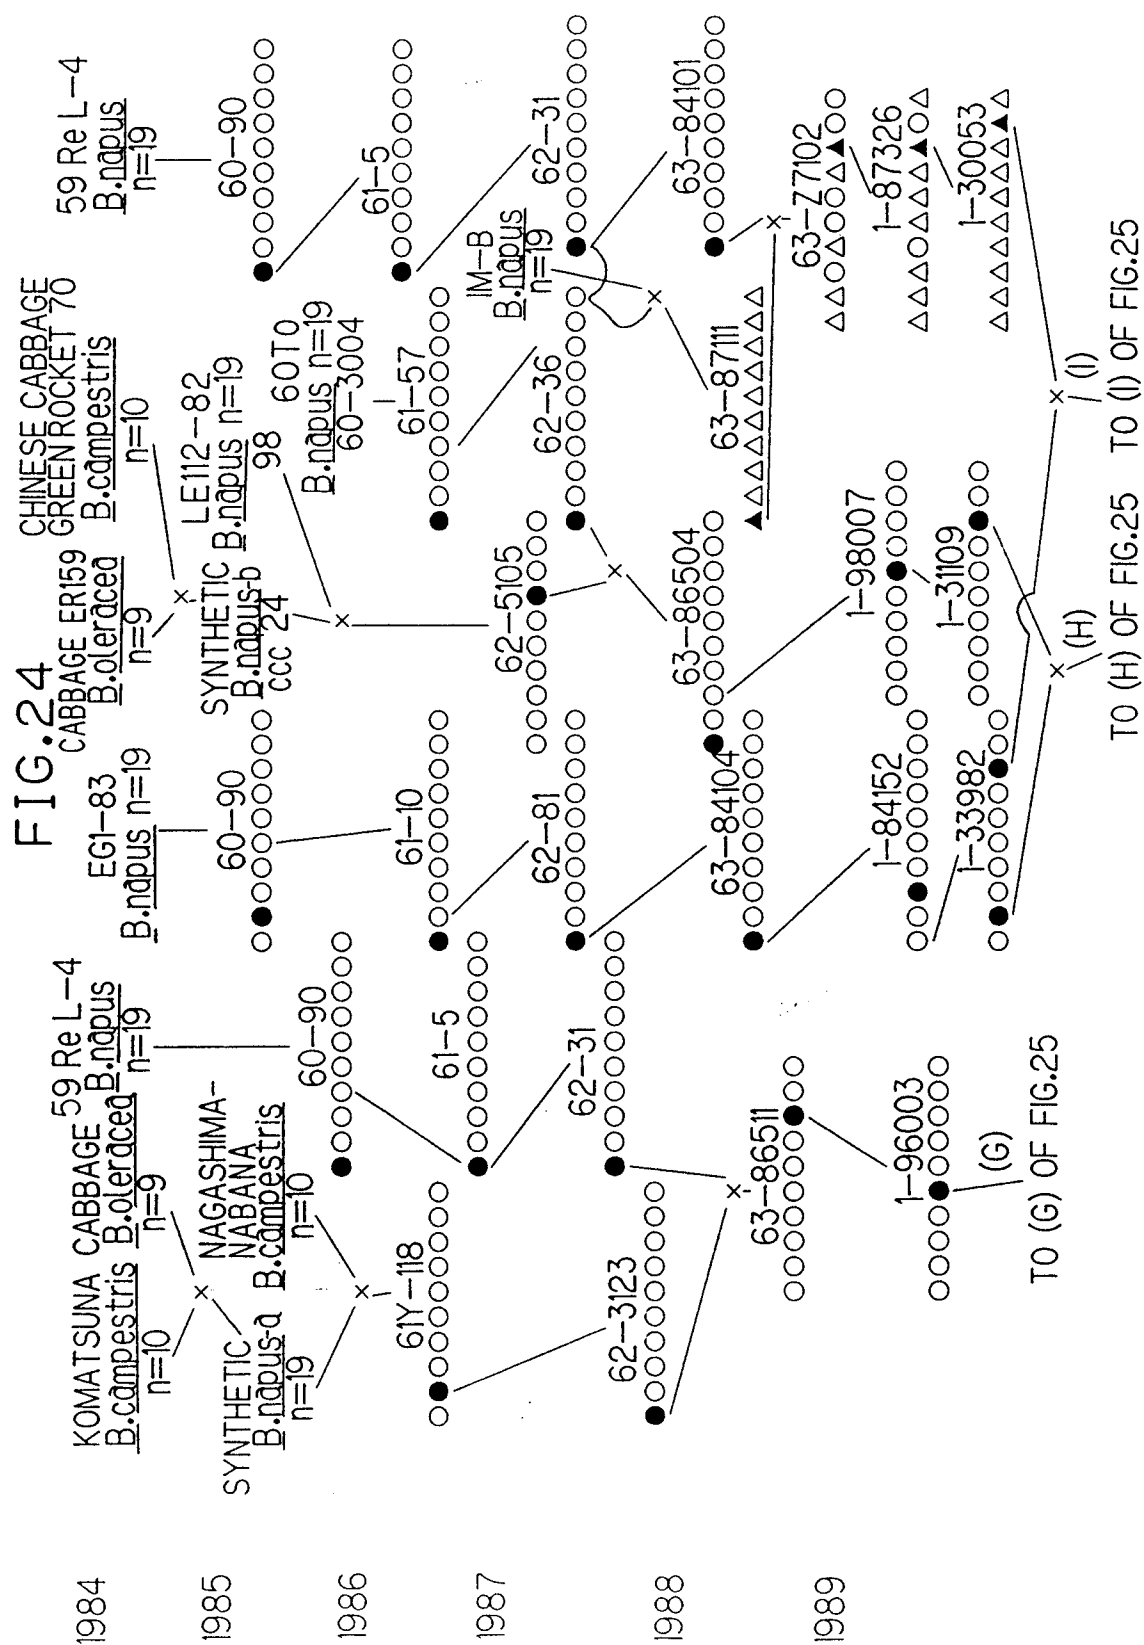 FIG.24
KOMATSUNA
B.campestris
n=10
CABBAGE
B.oleracea
n=9
59 Re L-4
B.napus
n=19
EG1-83
B.napus n=19
CABBAGE ER159
B.oleracea
n=9
CHINESE CABBAGE
GREEN ROCKET 70
B.campestris
n=10
59 Re L-4
B.napus
n=19
SYNTHETIC
B.napus-a
n=19
NAGASHIMA-
NABANA
B.campestris
n=10
60-90
60-90
SYNTHETIC
B.napus-b
CCC 24
LE112-82
B.napus n=19
98
60TO
B.napus n=19
60-3004
60-90
61Y-118
61-5
61-10
61-57
61-5
IM-B
B.napus
n=19
62-3123
62-31
62-81
62-5105
62-36
62-31
63-86511
63-84104
63-86504
63-87111
63-84101
63-Z7102
1-96003
1-84152
1-98007
1-87326
1-33982
1-31109
1-30053
(G)
(H)
(I)
TO (G) OF FIG.25
TO (H) OF FIG.25
TO (I) OF FIG.25
1984
1985
1986
1987
1988
1989